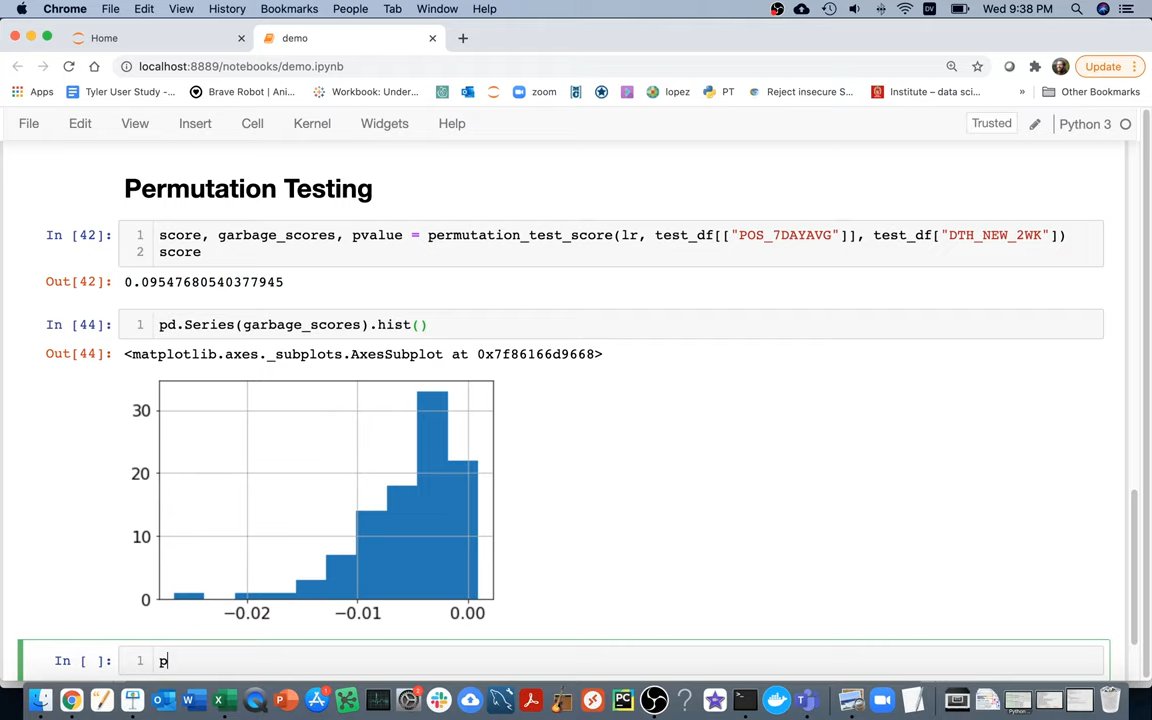 Chrome File Edit View History Bookmarks People Tab Window Help DV Wed 9:38 PM
Home demo
localhost:8889/notebooks/demo.ipynb Update
Apps Tyler User Study -... Brave Robot | Ani... Workbook: Under... zoom lopez PT Reject insecure S... Institute – data sci... » Other Bookmarks
File Edit View Insert Cell Kernel Widgets Help Trusted Python 3
Permutation Testing
In [42]: 1 score, garbage_scores, pvalue = permutation_test_score(lr, test_df[["POS_7DAYAVG"]], test_df["DTH_NEW_2WK"])
2 score
Out[42]: 0.09547680540377945
In [44]: 1 pd.Series(garbage_scores).hist()
Out[44]: <matplotlib.axes._subplots.AxesSubplot at 0x7f86166d9668>
30
20
10
0
−0.02 −0.01 0.00
In [ ]: 1 p